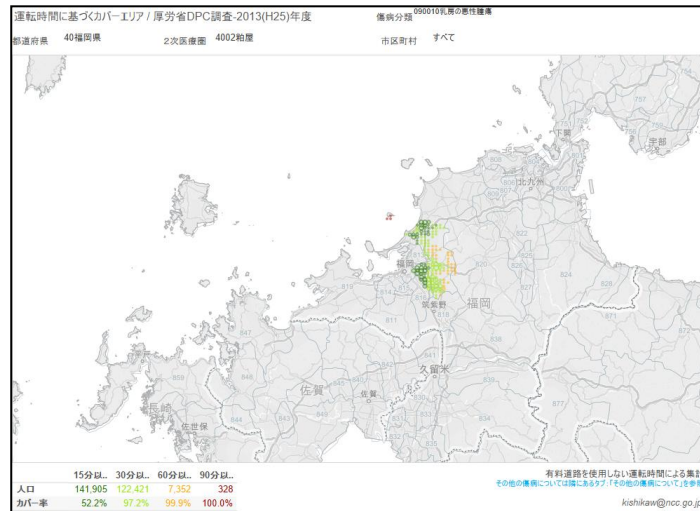 運転時間に基づくカバーエリア / 厚労省DPC調査-2013(H25)年度
傷病分類 090010乳房の悪性腫瘍
都道府県 40福岡県 2次医療圏 4002粕屋 市区町村 すべて
下関
宇部
北九州
福岡
筑紫野
福岡
久留米
佐賀
佐賀
長崎
佐世保
15分以.. 30分以.. 60分以.. 90分以..
人口 141,905 122,421 7,352 328
カバー率 52.2% 97.2% 99.9% 100.0%
有料道路を使用しない運転時間による集計
その他の傷病については隣にあるタブ:「その他の傷病について」を参照
kishikaw@ncc.go.jp